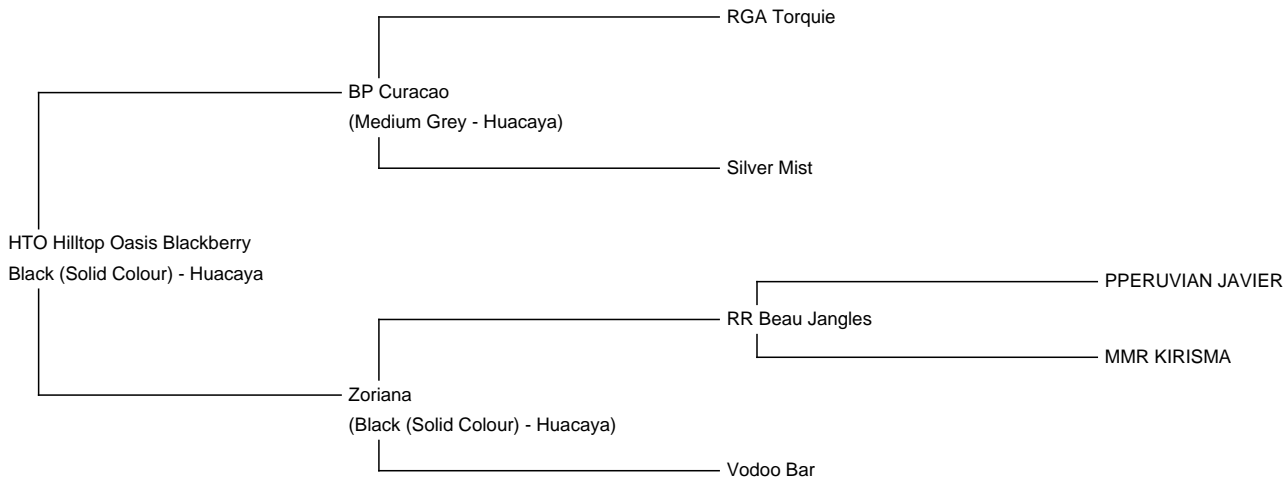 RGA Torquie
BP Curacao
(Medium Grey - Huacaya)
Silver Mist
HTO Hilltop Oasis Blackberry
Black (Solid Colour) - Huacaya
PPERUVIAN JAVIER
RR Beau Jangles
MMR KIRISMA
Zoriana
(Black (Solid Colour) - Huacaya)
Vodoo Bar